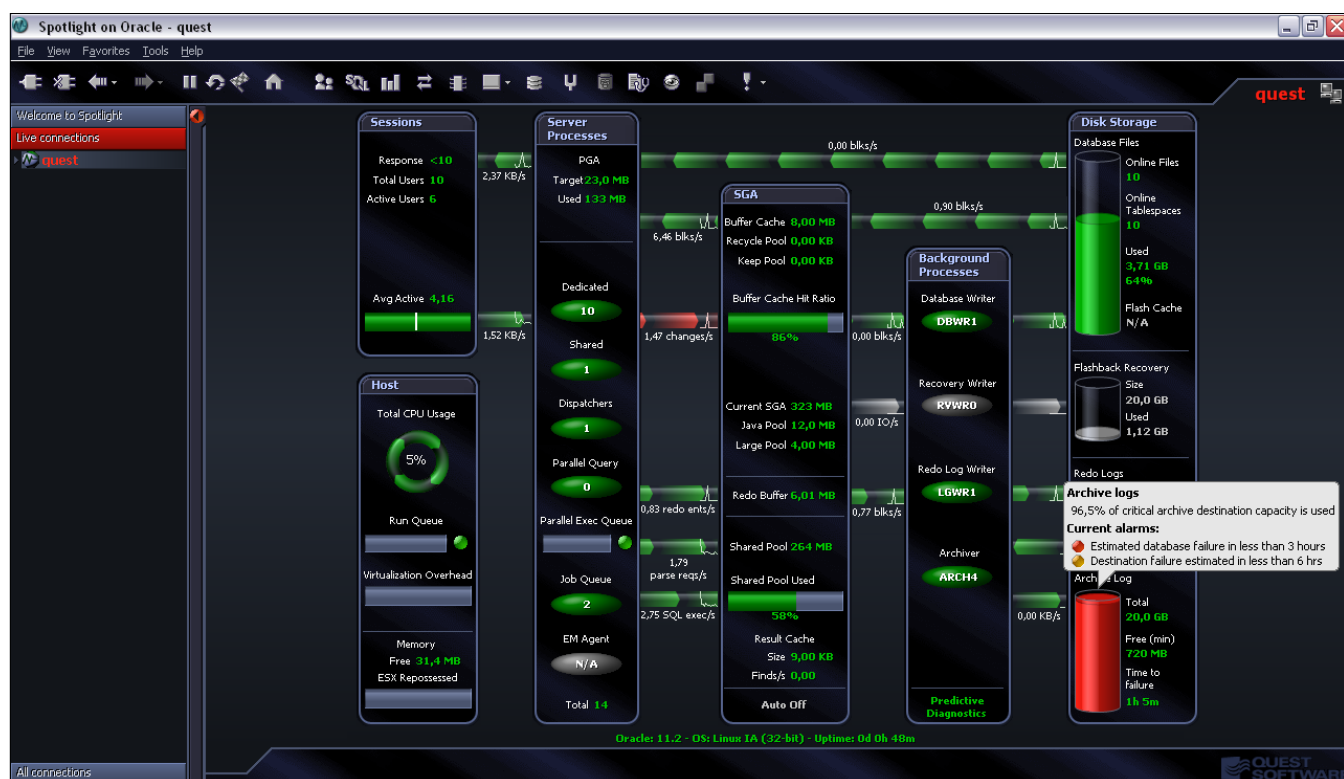 Spotlight on Oracle - quest
File View Favorites Tools Help
SQL
quest
Welcome to Spotlight
Live connections
quest
All connections
Sessions
Response <10
Total Users 10
Active Users 6
Avg Active 4,16
2,37 KB/s
1,52 KB/s
Host
Total CPU Usage
5%
Run Queue
Virtualization Overhead
Memory
Free 31,4 MB
ESX Repossessed
Server
Processes
PGA
Target 23,0 MB
Used 133 MB
Dedicated
10
Shared
1
Dispatchers
1
Parallel Query
0
Parallel Exec Queue
Job Queue
2
EM Agent
N/A
Total 14
0,00 blks/s
6,46 blks/s
0,90 blks/s
1,47 changes/s
0,83 redo ents/s
1,79
parse reqs/s
2,75 SQL exec/s
SGA
Buffer Cache 8,00 MB
Recycle Pool 0,00 KB
Keep Pool 0,00 KB
Buffer Cache Hit Ratio
86%
Current SGA 323 MB
Java Pool 12,0 MB
Large Pool 4,00 MB
Redo Buffer 6,01 MB
Shared Pool 264 MB
Shared Pool Used
58%
Result Cache
Size 9,00 KB
Finds/s 0,00
Auto Off
0,00 blks/s
0,00 IO/s
0,77 blks/s
Background
Processes
Database Writer
DBWR1
Recovery Writer
RVWR0
Redo Log Writer
LGWR1
Archiver
ARCH4
Predictive
Diagnostics
0,00 KB/s
Disk Storage
Database Files
Online Files
10
Online
Tablespaces
10
Used
3,71 GB
64%
Flash Cache
N/A
Flashback Recovery
Size
20,0 GB
Used
1,12 GB
Redo Logs
Archive logs
96,5% of critical archive destination capacity is used
Current alarms:
Estimated database failure in less than 3 hours
Destination failure estimated in less than 6 hrs
Archive Log
Total
20,0 GB
Free (min)
720 MB
Time to
failure
1h 5m
Oracle: 11.2 - OS: Linux IA (32-bit) - Uptime: 0d 0h 48m
QUEST
SOFTWARE